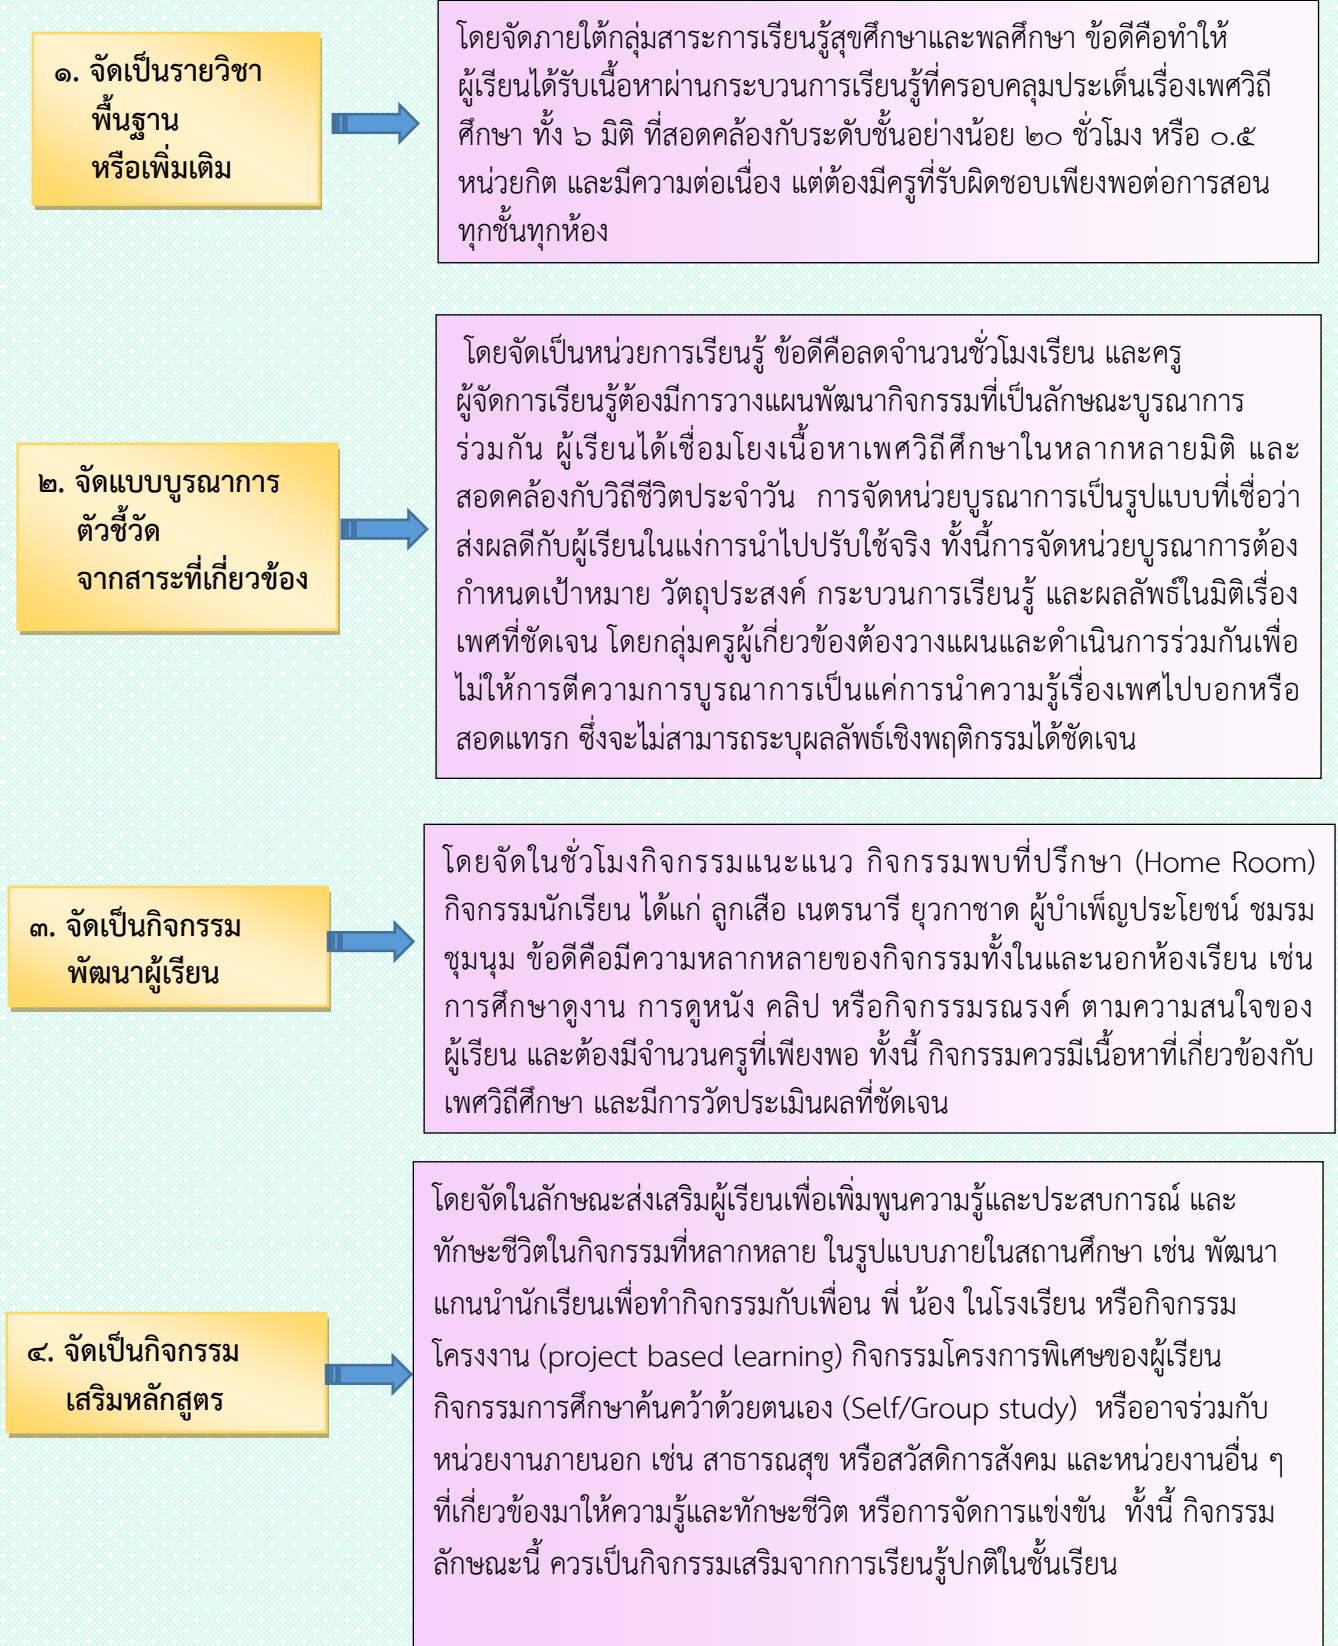 ๑. จัดเป็นรายวิชา
พื้นฐาน
หรือเพิ่มเติม
โดยจัดภายใต้กลุ่มสาระการเรียนรู้สุขศึกษาและพลศึกษา ข้อดีคือทำให้
ผู้เรียนได้รับเนื้อหาผ่านกระบวนการเรียนรู้ที่ครอบคลุมประเด็นเรื่องเพศวิถี
ศึกษา ทั้ง ๖ มิติ ที่สอดคล้องกับระดับชั้นอย่างน้อย ๒๐ ชั่วโมง หรือ ๐.๕
หน่วยกิต และมีความต่อเนื่อง แต่ต้องมีครูที่รับผิดชอบเพียงพอต่อการสอน
ทุกชั้นทุกห้อง
๒. จัดแบบบูรณาการ
ตัวชี้วัด
จากสาระที่เกี่ยวข้อง
โดยจัดเป็นหน่วยการเรียนรู้ ข้อดีคือลดจำนวนชั่วโมงเรียน และครู
ผู้จัดการเรียนรู้ต้องมีการวางแผนพัฒนากิจกรรมที่เป็นลักษณะบูรณาการ
ร่วมกัน ผู้เรียนได้เชื่อมโยงเนื้อหาเพศวิถีศึกษาในหลากหลายมิติ และ
สอดคล้องกับวิถีชีวิตประจำวัน การจัดหน่วยบูรณาการเป็นรูปแบบที่เชื่อว่า
ส่งผลดีกับผู้เรียนในแง่การนำไปปรับใช้จริง ทั้งนี้การจัดหน่วยบูรณาการต้อง
กำหนดเป้าหมาย วัตถุประสงค์ กระบวนการเรียนรู้ และผลลัพธ์ในมิติเรื่อง
เพศที่ชัดเจน โดยกลุ่มครูผู้เกี่ยวข้องต้องวางแผนและดำเนินการร่วมกันเพื่อ
ไม่ให้การตีความการบูรณาการเป็นแค่การนำความรู้เรื่องเพศไปบอกหรือ
สอดแทรก ซึ่งจะไม่สามารถระบุผลลัพธ์เชิงพฤติกรรมได้ชัดเจน
๓. จัดเป็นกิจกรรม
พัฒนาผู้เรียน
โดยจัดในชั่วโมงกิจกรรมแนะแนว กิจกรรมพบที่ปรึกษา (Home Room)
กิจกรรมนักเรียน ได้แก่ ลูกเสือ เนตรนารี ยุวกาชาด ผู้บำเพ็ญประโยชน์ ชมรม
ชุมนุม ข้อดีคือมีความหลากหลายของกิจกรรมทั้งในและนอกห้องเรียน เช่น
การศึกษาดูงาน การดูหนัง คลิป หรือกิจกรรมรณรงค์ ตามความสนใจของ
ผู้เรียน และต้องมีจำนวนครูที่เพียงพอ ทั้งนี้ กิจกรรมควรมีเนื้อหาที่เกี่ยวข้องกับ
เพศวิถีศึกษา และมีการวัดประเมินผลที่ชัดเจน
๔. จัดเป็นกิจกรรม
เสริมหลักสูตร
โดยจัดในลักษณะส่งเสริมผู้เรียนเพื่อเพิ่มพูนความรู้และประสบการณ์ และ
ทักษะชีวิตในกิจกรรมที่หลากหลาย ในรูปแบบภายในสถานศึกษา เช่น พัฒนา
แกนนำนักเรียนเพื่อทำกิจกรรมกับเพื่อน พี่ น้อง ในโรงเรียน หรือกิจกรรม
โครงงาน (project based learning) กิจกรรมโครงการพิเศษของผู้เรียน
กิจกรรมการศึกษาค้นคว้าด้วยตนเอง (Self/Group study) หรืออาจร่วมกับ
หน่วยงานภายนอก เช่น สาธารณสุข หรือสวัสดิการสังคม และหน่วยงานอื่น ๆ
ที่เกี่ยวข้องมาให้ความรู้และทักษะชีวิต หรือการจัดการแข่งขัน ทั้งนี้ กิจกรรม
ลักษณะนี้ ควรเป็นกิจกรรมเสริมจากการเรียนรู้ปกติในชั้นเรียน